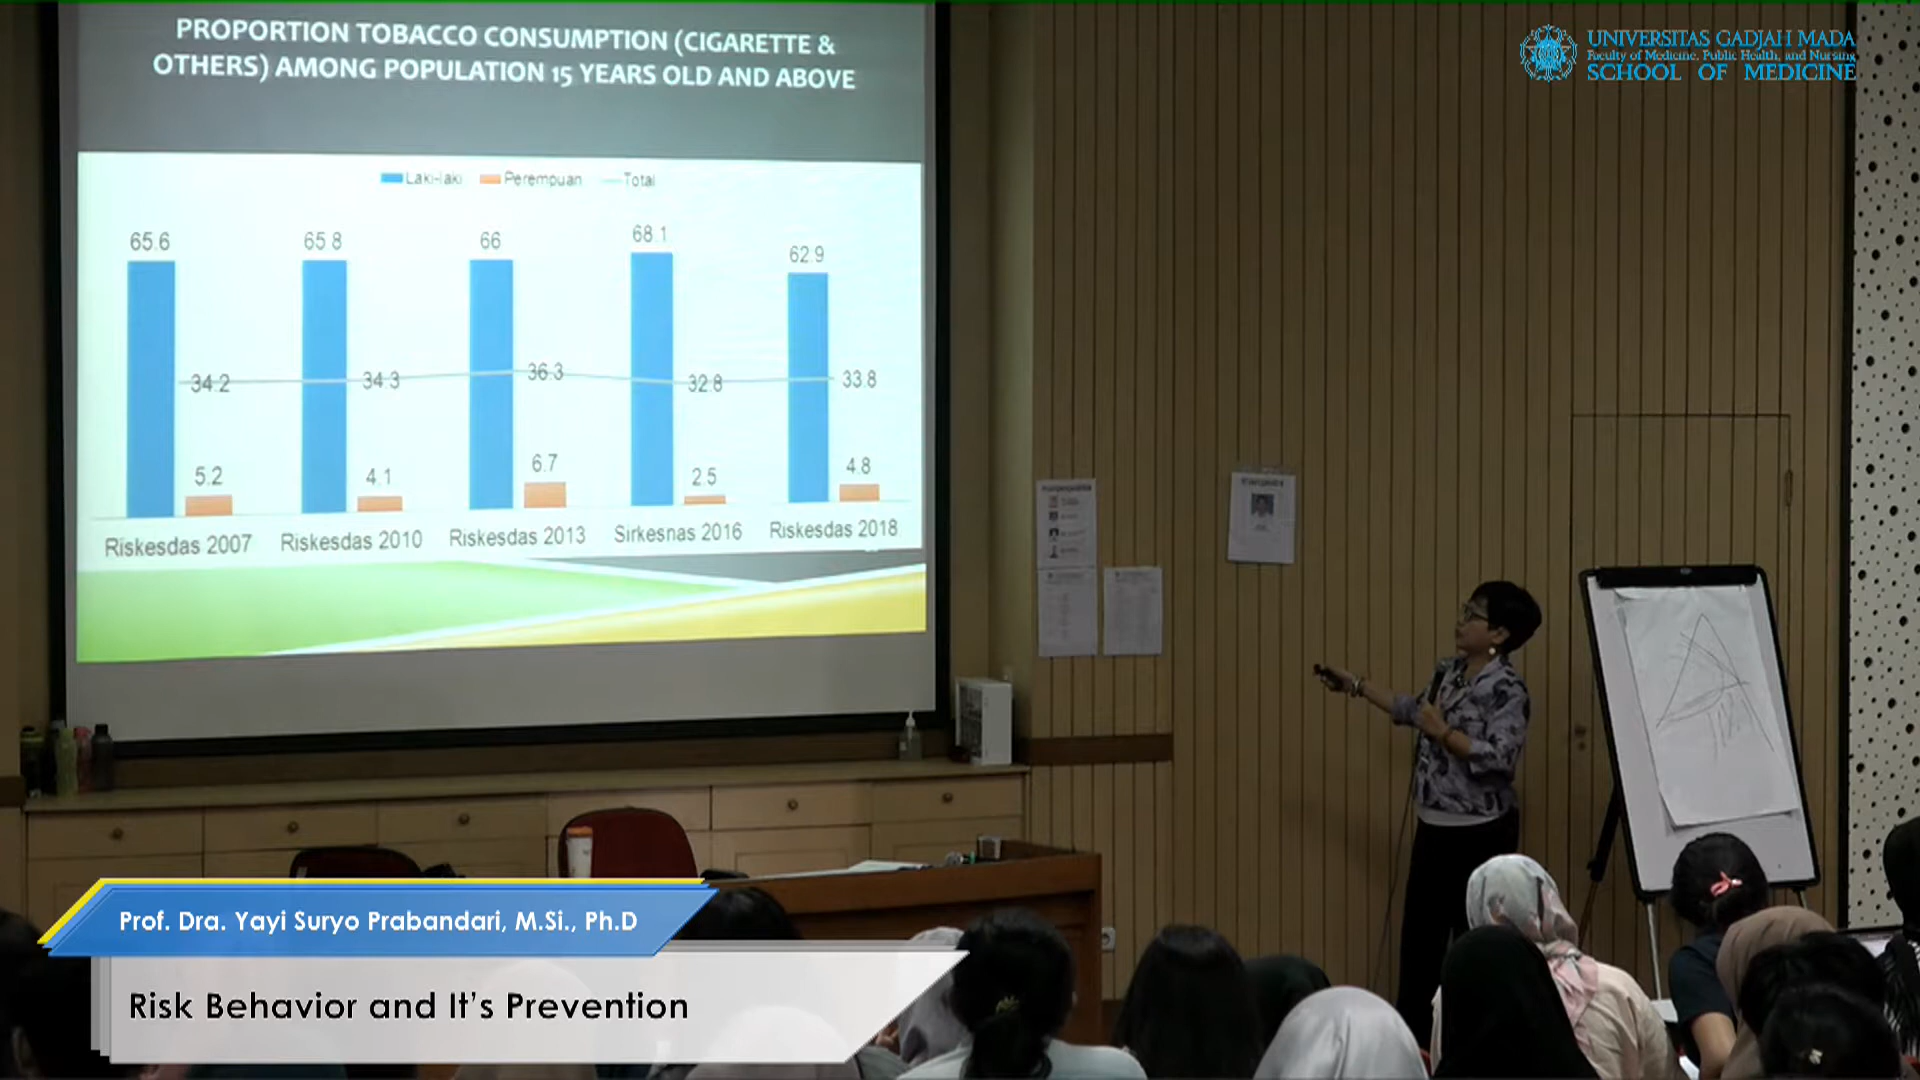 PROPORTION TOBACCO CONSUMPTION (CIGARETTE &
OTHERS) AMONG POPULATION 15 YEARS OLD AND ABOVE
Laki-laki Perempuan Total
65.6 65.8 66 68.1 62.9
34.2 34.3 36.3 32.8 33.8
5.2 4.1 6.7 2.5 4.8
Riskesdas 2007 Riskesdas 2010 Riskesdas 2013 Sirkesnas 2016 Riskesdas 2018
UNIVERSITAS GADJAH MADA
Faculty of Medicine, Public Health, and Nursing
SCHOOL OF MEDICINE
Prof. Dra. Yayi Suryo Prabandari, M.Si., Ph.D
Risk Behavior and It's Prevention